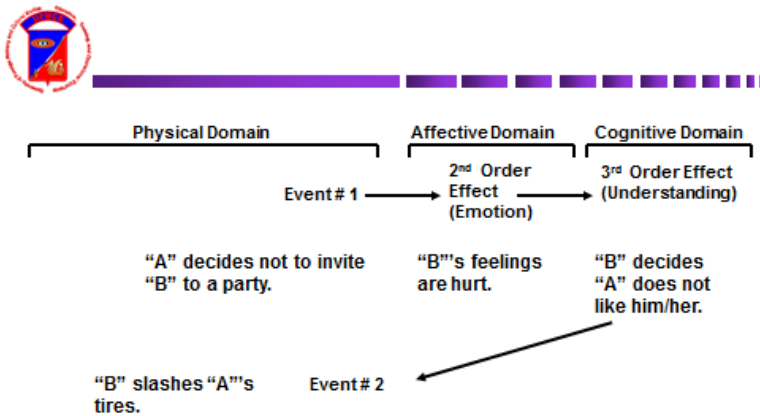 Physical Domain
Affective Domain
Cognitive Domain
Event # 1
2nd Order
Effect
(Emotion)
3rd Order Effect
(Understanding)
“A” decides not to invite
“B” to a party.
“B”'s feelings
are hurt.
“B” decides
“A” does not
like him/her.
“B” slashes “A”'s
tires.
Event # 2